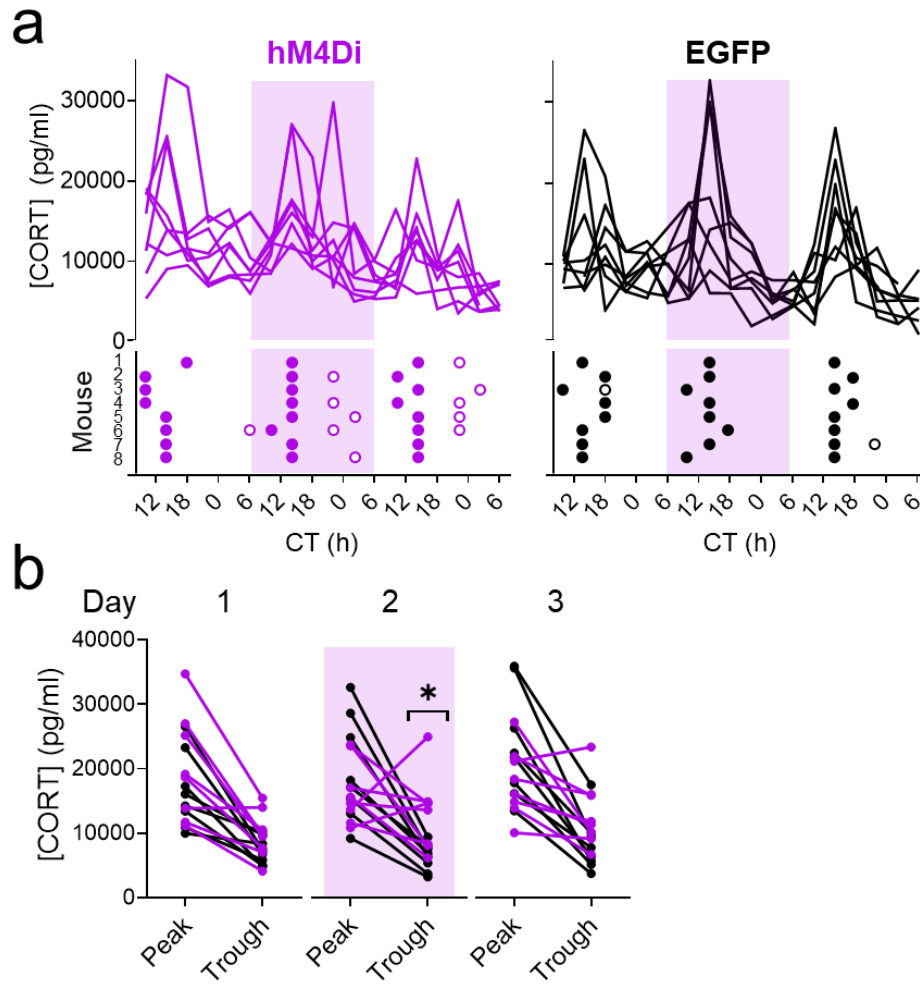 a
hM4Di EGFP
[CORT] (pg/ml)
30000
20000
10000
0
Mouse
1
2
3
4
5
6
7
8
12 18 0 6 12 18 0 6 12 18 0 6
12 18 0 6 12 18 0 6 12 18 0 6
CT (h) CT (h)
b
Day 1 2 3
[CORT] (pg/ml)
40000
30000
20000
10000
0
*
Peak Trough Peak Trough Peak Trough